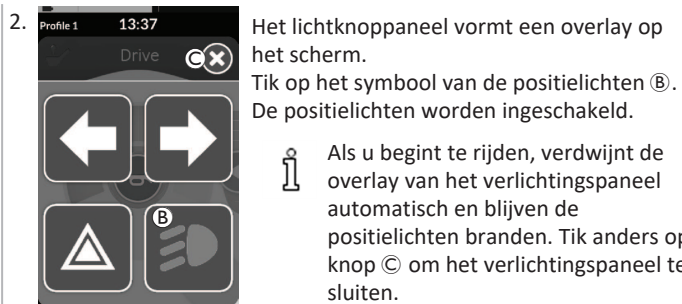 2.
Profile 1 13:37
Drive Ⓒ
Ⓑ
Het lichtknoppaneel vormt een overlay op
het scherm.
Tik op het symbool van de positielichten Ⓑ.
De positielichten worden ingeschakeld.
Als u begint te rijden, verdwijnt de
overlay van het verlichtingspaneel
automatisch en blijven de
positielichten branden. Tik anders op
knop Ⓒ om het verlichtingspaneel te
sluiten.